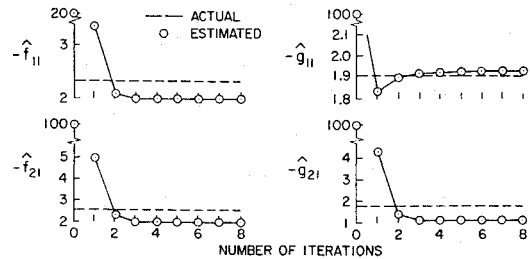 20
3
2
-f̂11
— — ACTUAL
○ ESTIMATED
100
2.1
2.0
1.9
1.8
-ĝ11
100
5
4
3
2
-f̂21
0 2 4 6 8
100
4
3
2
1
-ĝ21
0 2 4 6 8
NUMBER OF ITERATIONS